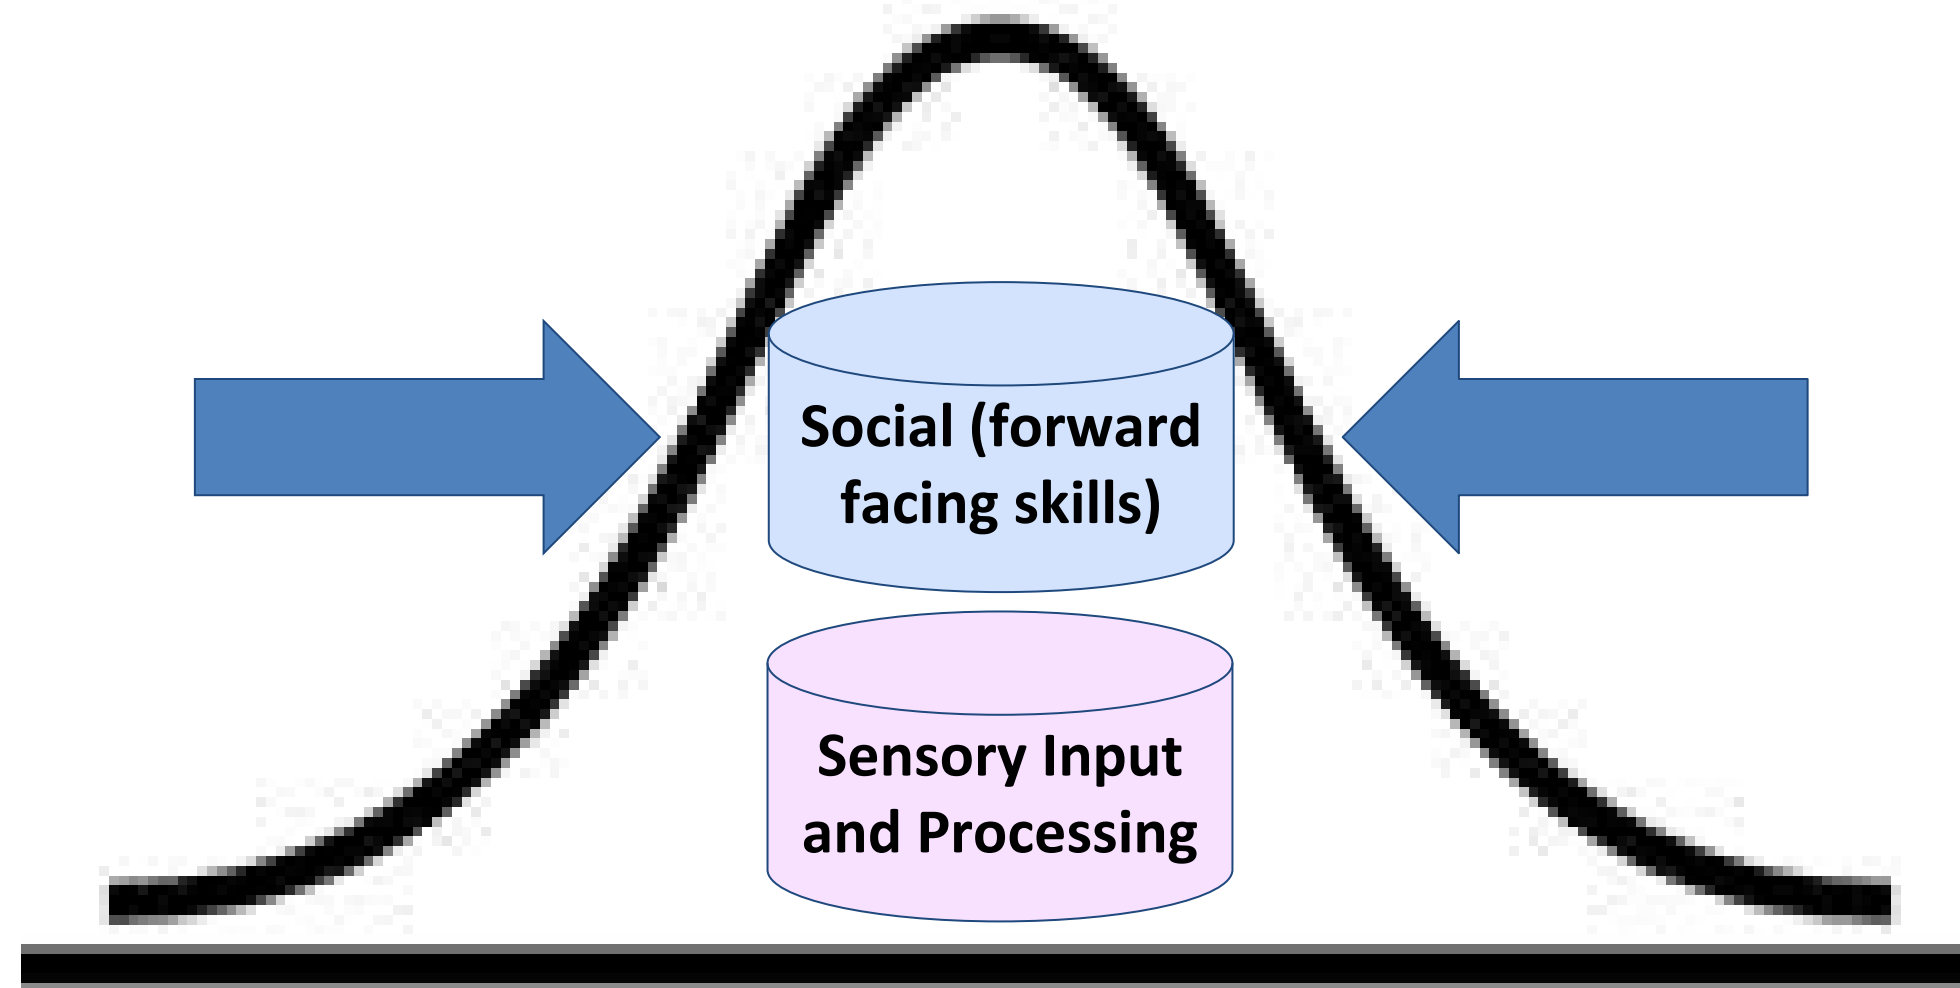 Social (forward
facing skills)
Sensory Input
and Processing